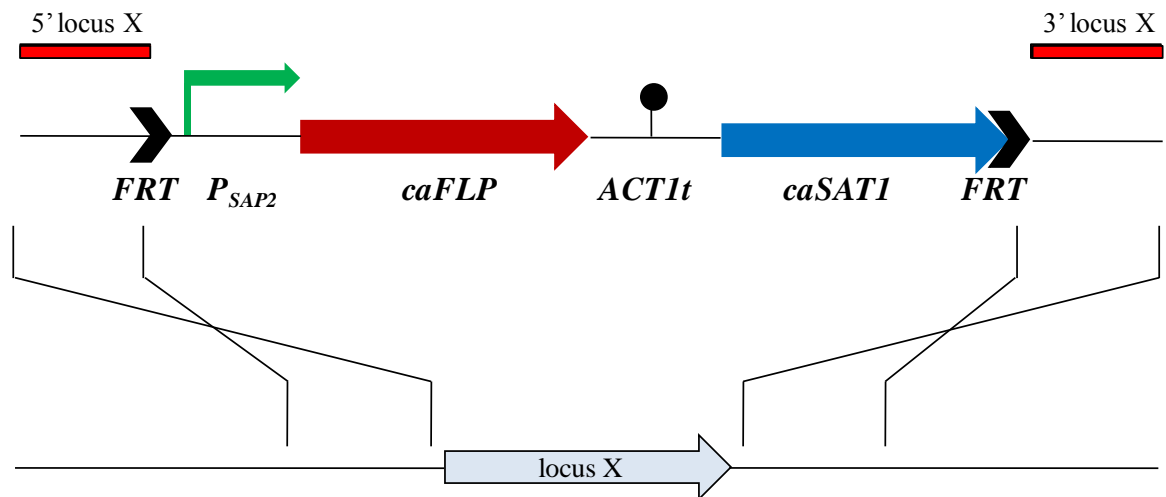 5' locus X 3' locus X
FRT P_SAP2 caFLP ACT1t caSAT1 FRT
locus X